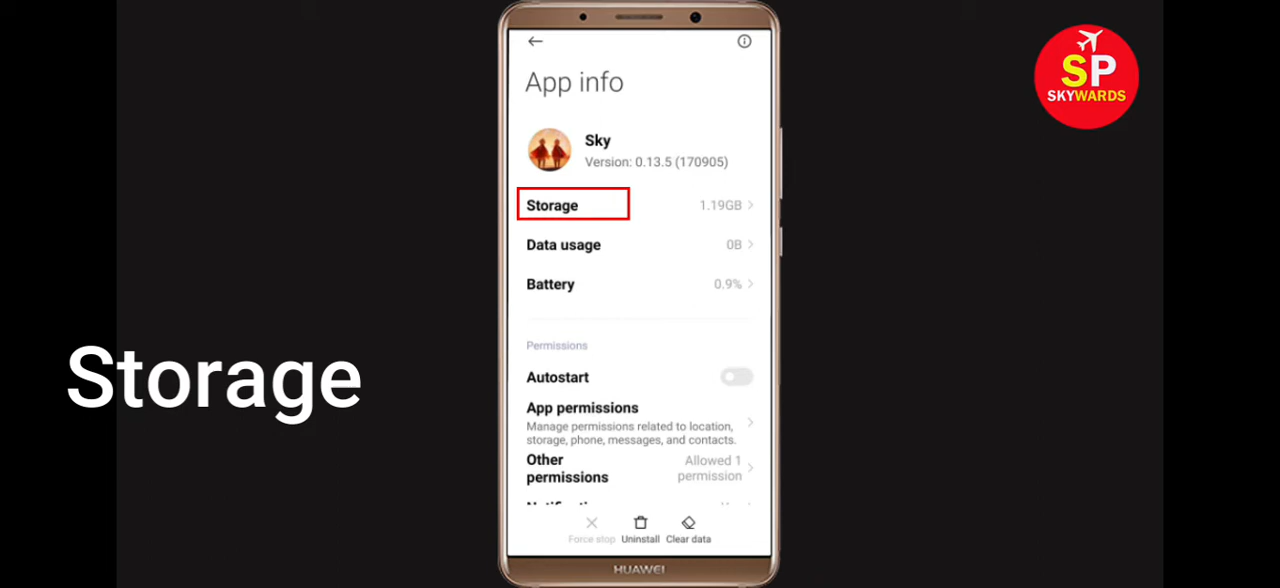 SP
SKYWARDS
App info
Sky
Version: 0.13.5 (170905)
Storage 1.19GB
Data usage 0B
Battery 0.9%
Permissions
Autostart
App permissions
Manage permissions related to location,
storage, phone, messages, and contacts.
Other permissions
Allowed 1 permission
Force stop Uninstall Clear data
HUAWEI
Storage